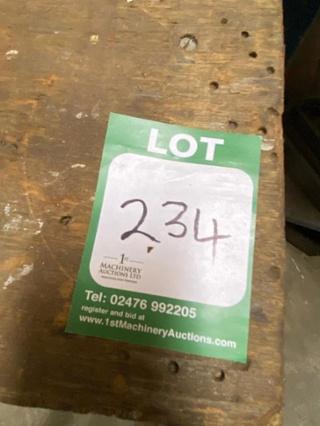 LOT
234
1st
MACHINERY
AUCTIONS LTD
Tel: 02476 992205
register and bid at
www.1stMachineryAuctions.com